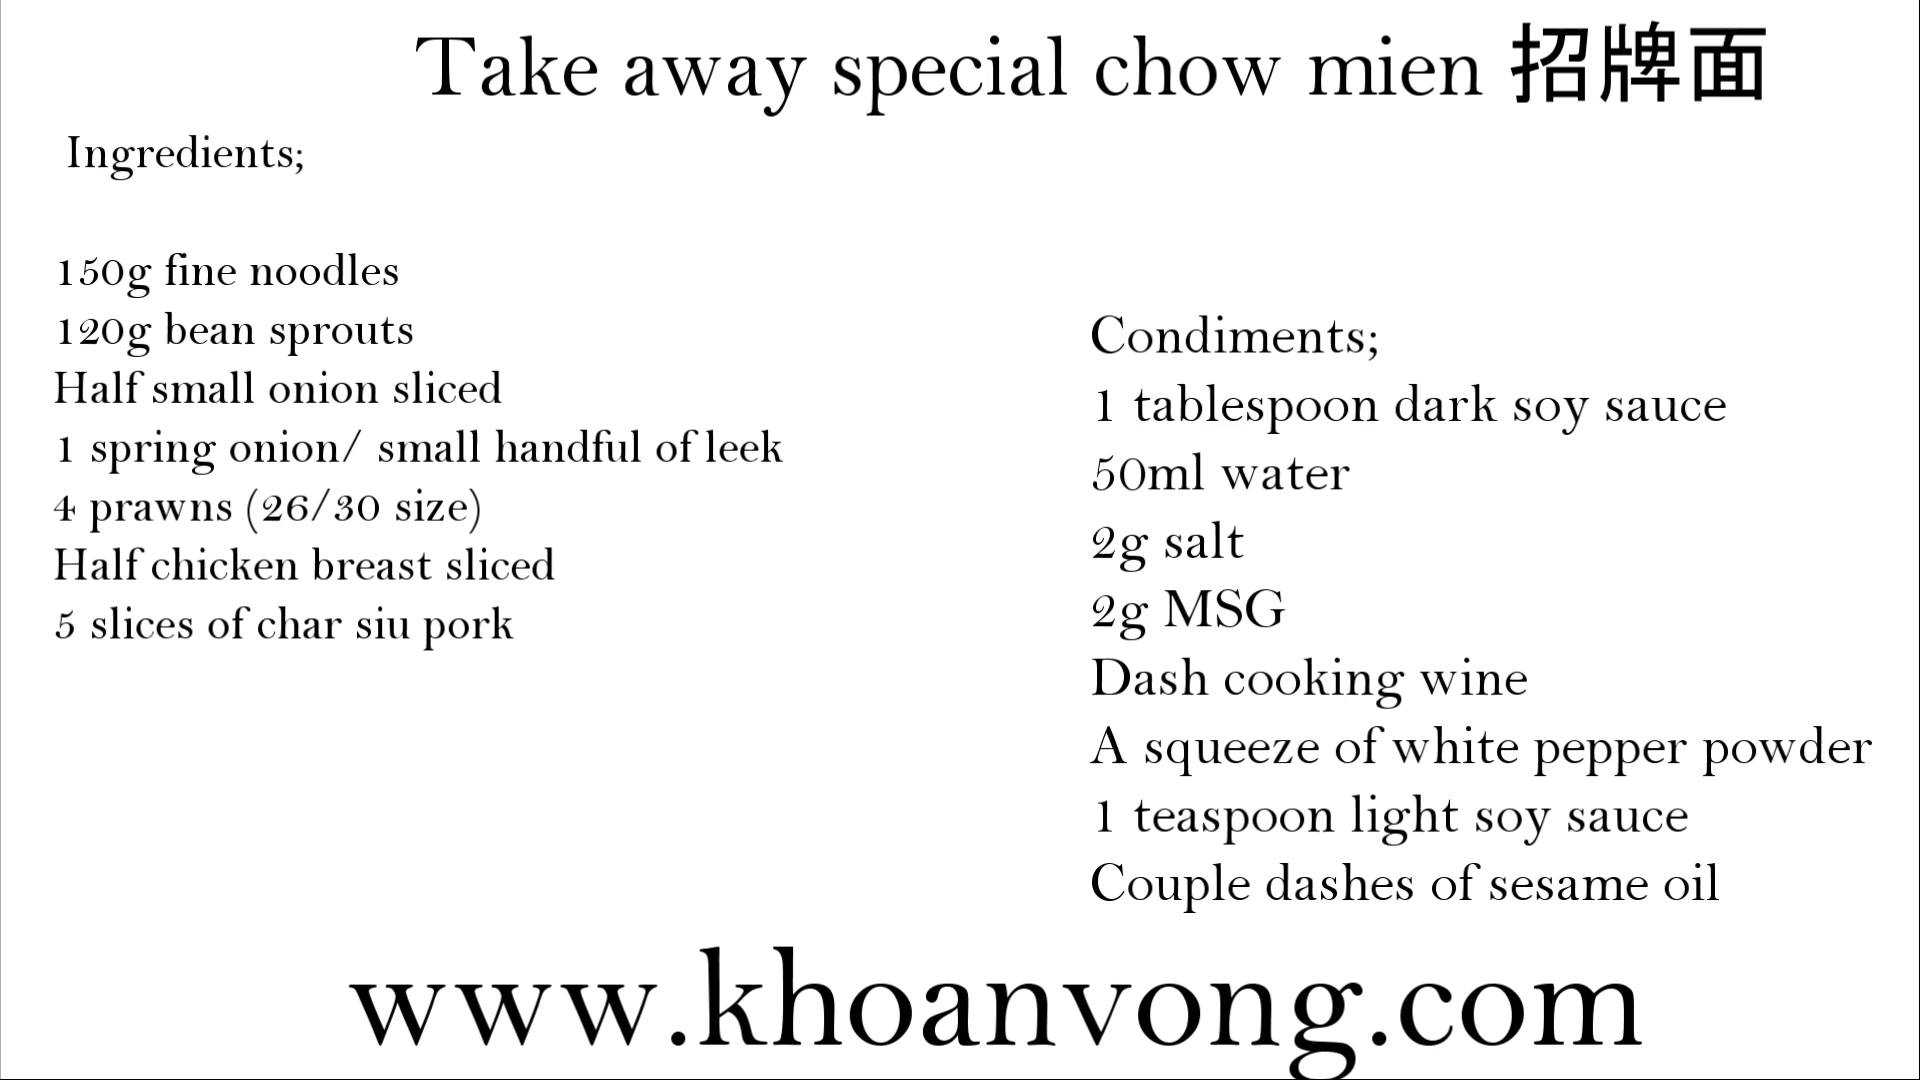 Take away special chow mien 招牌面
Ingredients;
150g fine noodles
120g bean sprouts
Half small onion sliced
1 spring onion/ small handful of leek
4 prawns (26/30 size)
Half chicken breast sliced
5 slices of char siu pork
Condiments;
1 tablespoon dark soy sauce
50ml water
2g salt
2g MSG
Dash cooking wine
A squeeze of white pepper powder
1 teaspoon light soy sauce
Couple dashes of sesame oil
www.khoanvong.com